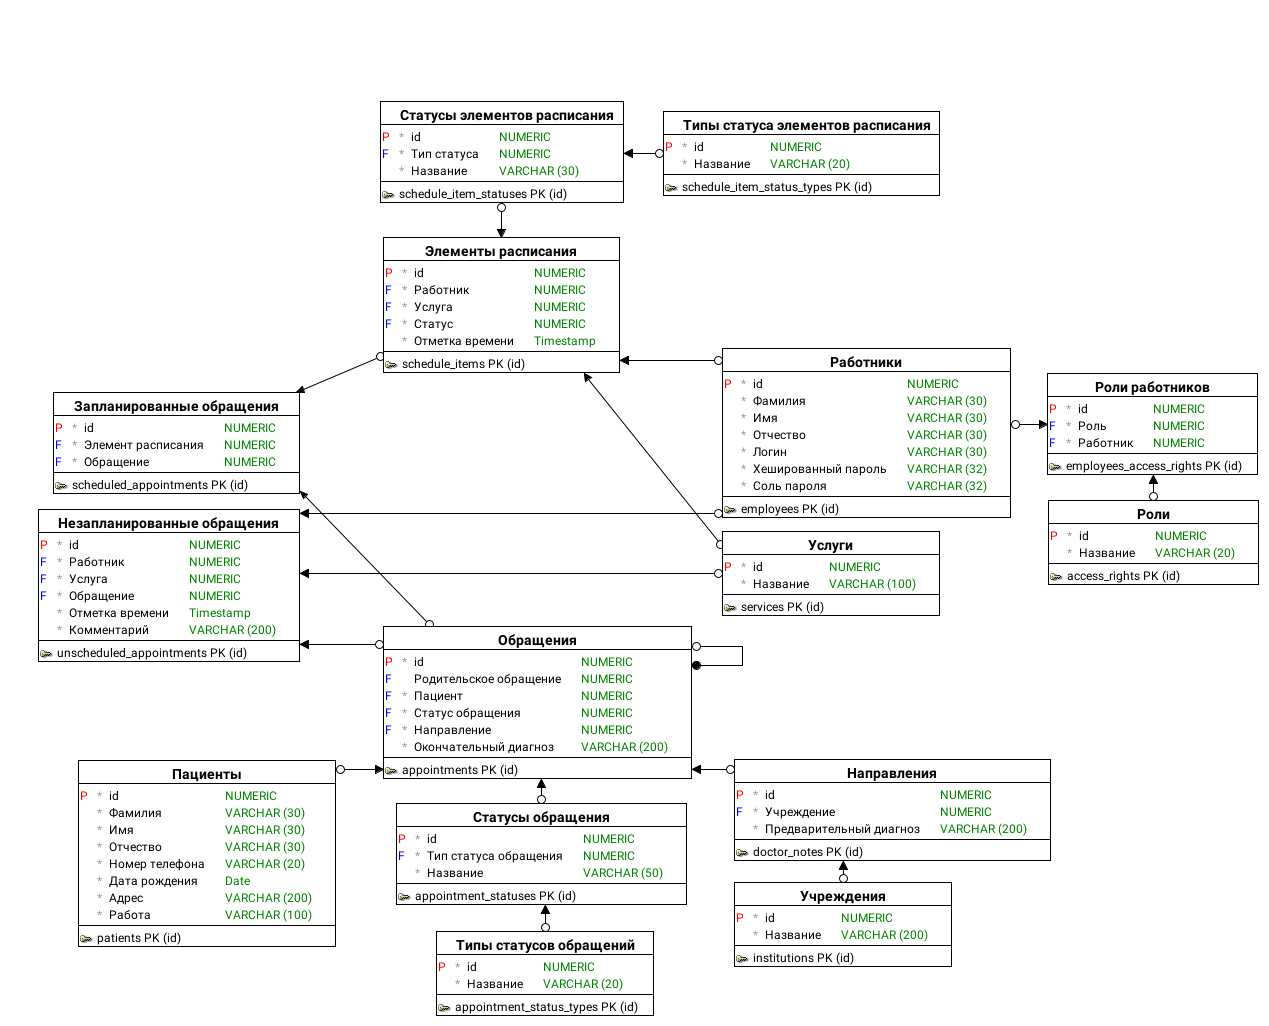 Статусы элементов расписания
P * id NUMERIC
F * Тип статуса NUMERIC
* Название VARCHAR (30)
schedule_item_statuses PK (id)
Типы статуса элементов расписания
P * id NUMERIC
* Название VARCHAR (20)
schedule_item_status_types PK (id)
Элементы расписания
P * id NUMERIC
F * Работник NUMERIC
F * Услуга NUMERIC
F * Статус NUMERIC
* Отметка времени Timestamp
schedule_items PK (id)
Работники
P * id NUMERIC
* Фамилия VARCHAR (30)
* Имя VARCHAR (30)
* Отчество VARCHAR (30)
* Логин VARCHAR (30)
* Хешированный пароль VARCHAR (32)
* Соль пароля VARCHAR (32)
employees PK (id)
Роли работников
P * id NUMERIC
F * Роль NUMERIC
F * Работник NUMERIC
employees_access_rights PK (id)
Запланированные обращения
P * id NUMERIC
F * Элемент расписания NUMERIC
F * Обращение NUMERIC
scheduled_appointments PK (id)
Роли
P * id NUMERIC
* Название VARCHAR (20)
access_rights PK (id)
Незапланированные обращения
P * id NUMERIC
F * Работник NUMERIC
F * Услуга NUMERIC
F * Обращение NUMERIC
* Отметка времени Timestamp
* Комментарий VARCHAR (200)
unscheduled_appointments PK (id)
Услуги
P * id NUMERIC
* Название VARCHAR (100)
services PK (id)
Обращения
P * id NUMERIC
F Родительское обращение NUMERIC
F * Пациент NUMERIC
F * Статус обращения NUMERIC
F * Направление NUMERIC
* Окончательный диагноз VARCHAR (200)
appointments PK (id)
Пациенты
P * id NUMERIC
* Фамилия VARCHAR (30)
* Имя VARCHAR (30)
* Отчество VARCHAR (30)
* Номер телефона VARCHAR (20)
* Дата рождения Date
* Адрес VARCHAR (200)
* Работа VARCHAR (100)
patients PK (id)
Направления
P * id NUMERIC
F * Учреждение NUMERIC
* Предварительный диагноз VARCHAR (200)
doctor_notes PK (id)
Статусы обращения
P * id NUMERIC
F * Тип статуса обращения NUMERIC
* Название VARCHAR (50)
appointment_statuses PK (id)
Учреждения
P * id NUMERIC
* Название VARCHAR (200)
institutions PK (id)
Типы статусов обращений
P * id NUMERIC
* Название VARCHAR (20)
appointment_status_types PK (id)